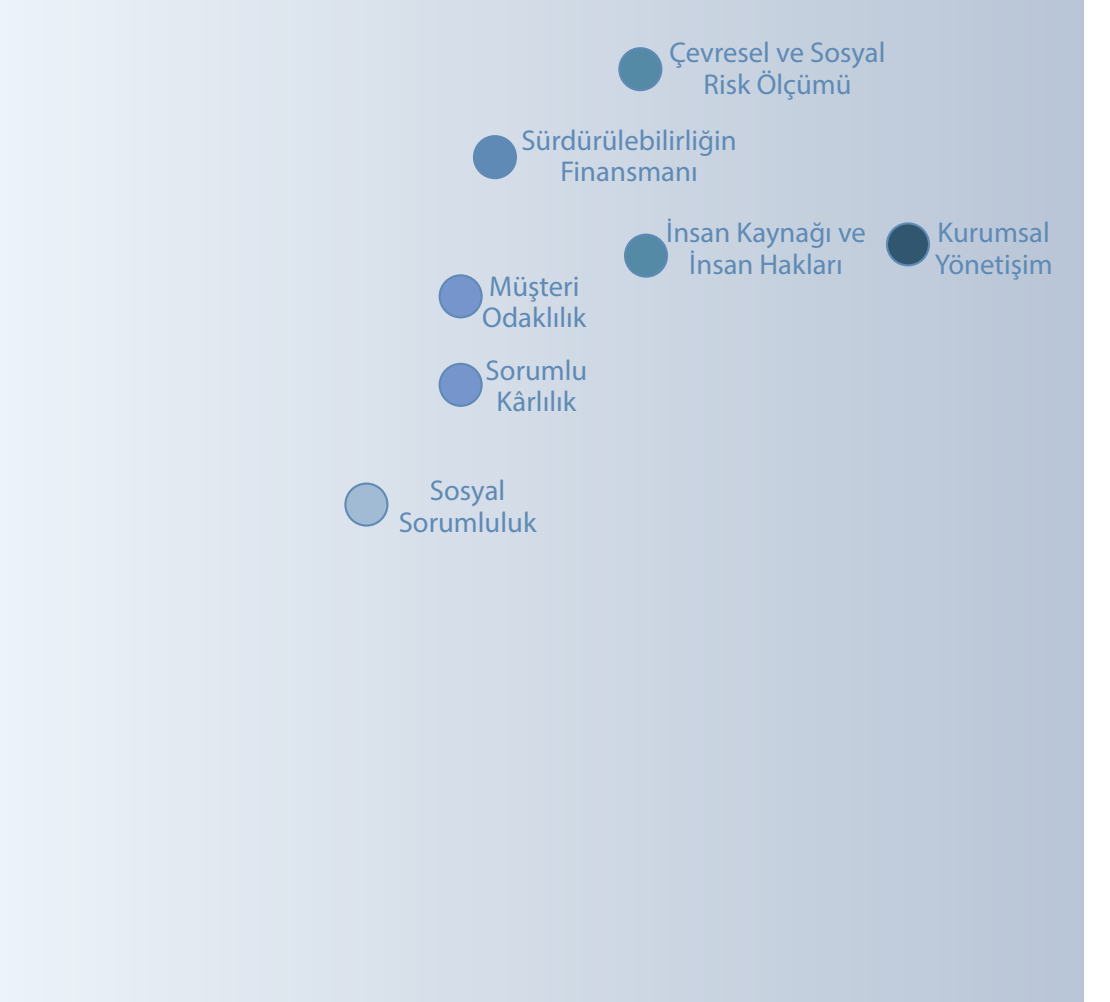 Çevresel ve Sosyal
Risk Ölçümü
Sürdürülebilirliğin
Finansmanı
İnsan Kaynağı ve
İnsan Hakları
Kurumsal
Yönetişim
Müşteri
Odaklılık
Sorumlu
Kârlılık
Sosyal
Sorumluluk